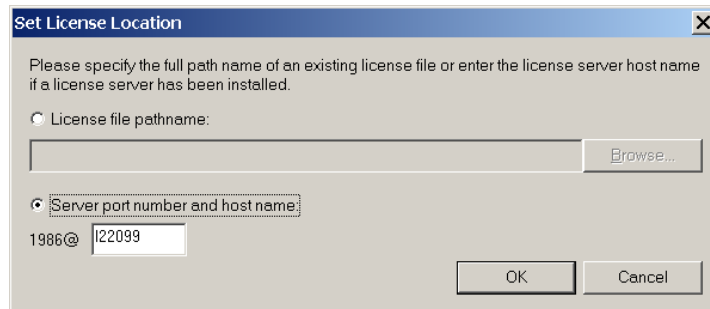 Set License Location
Please specify the full path name of an existing license file or enter the license server host name
if a license server has been installed.
License file pathname:
Browse...
Server port number and host name:
1986@ l22099
OK Cancel